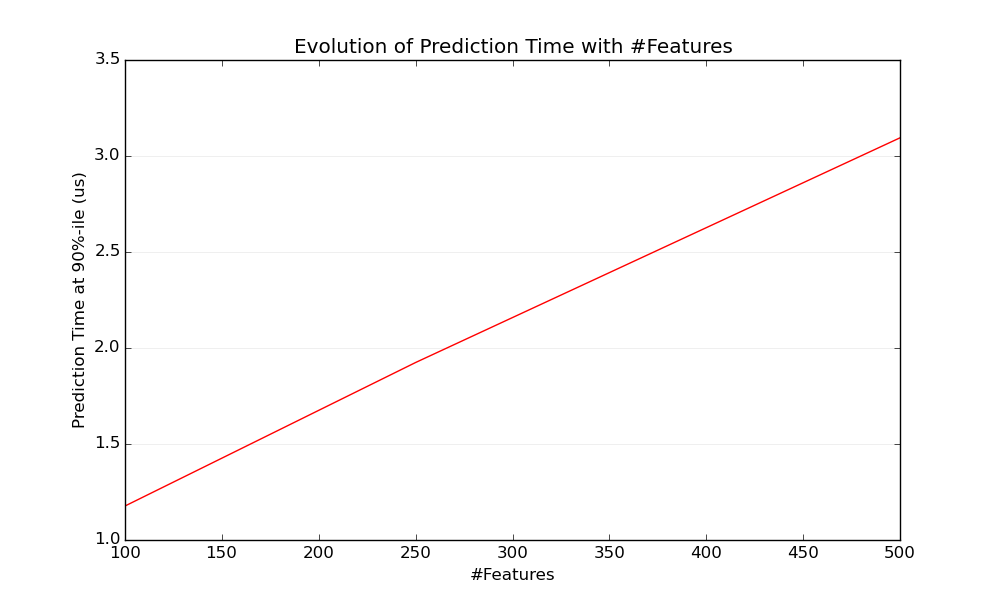 Evolution of Prediction Time with #Features
3.5
3.0
2.5
2.0
1.5
1.0
Prediction Time at 90%-ile (us)
100 150 200 250 300 350 400 450 500
#Features